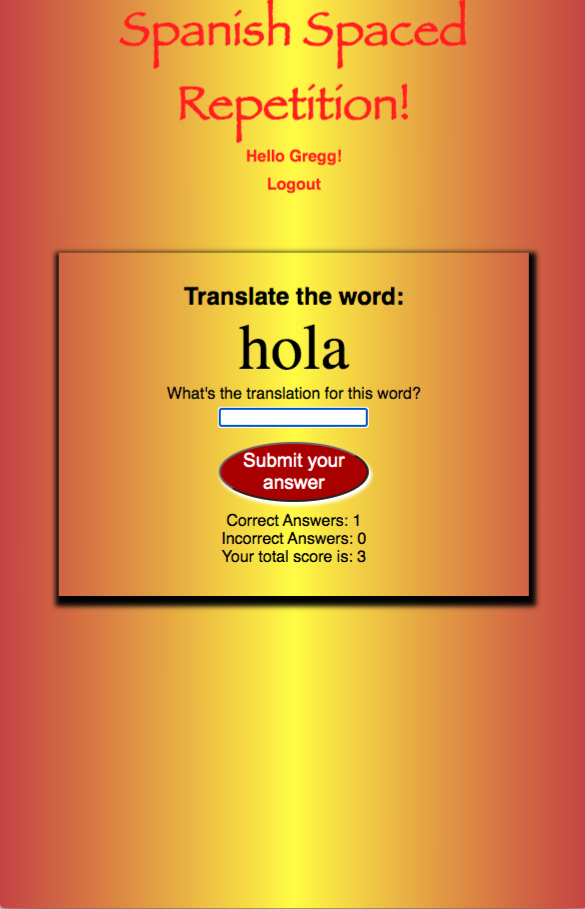 Spanish Spaced
Repetition!
Hello Gregg!
Logout
Translate the word:
hola
What's the translation for this word?
Submit your
answer
Correct Answers: 1
Incorrect Answers: 0
Your total score is: 3